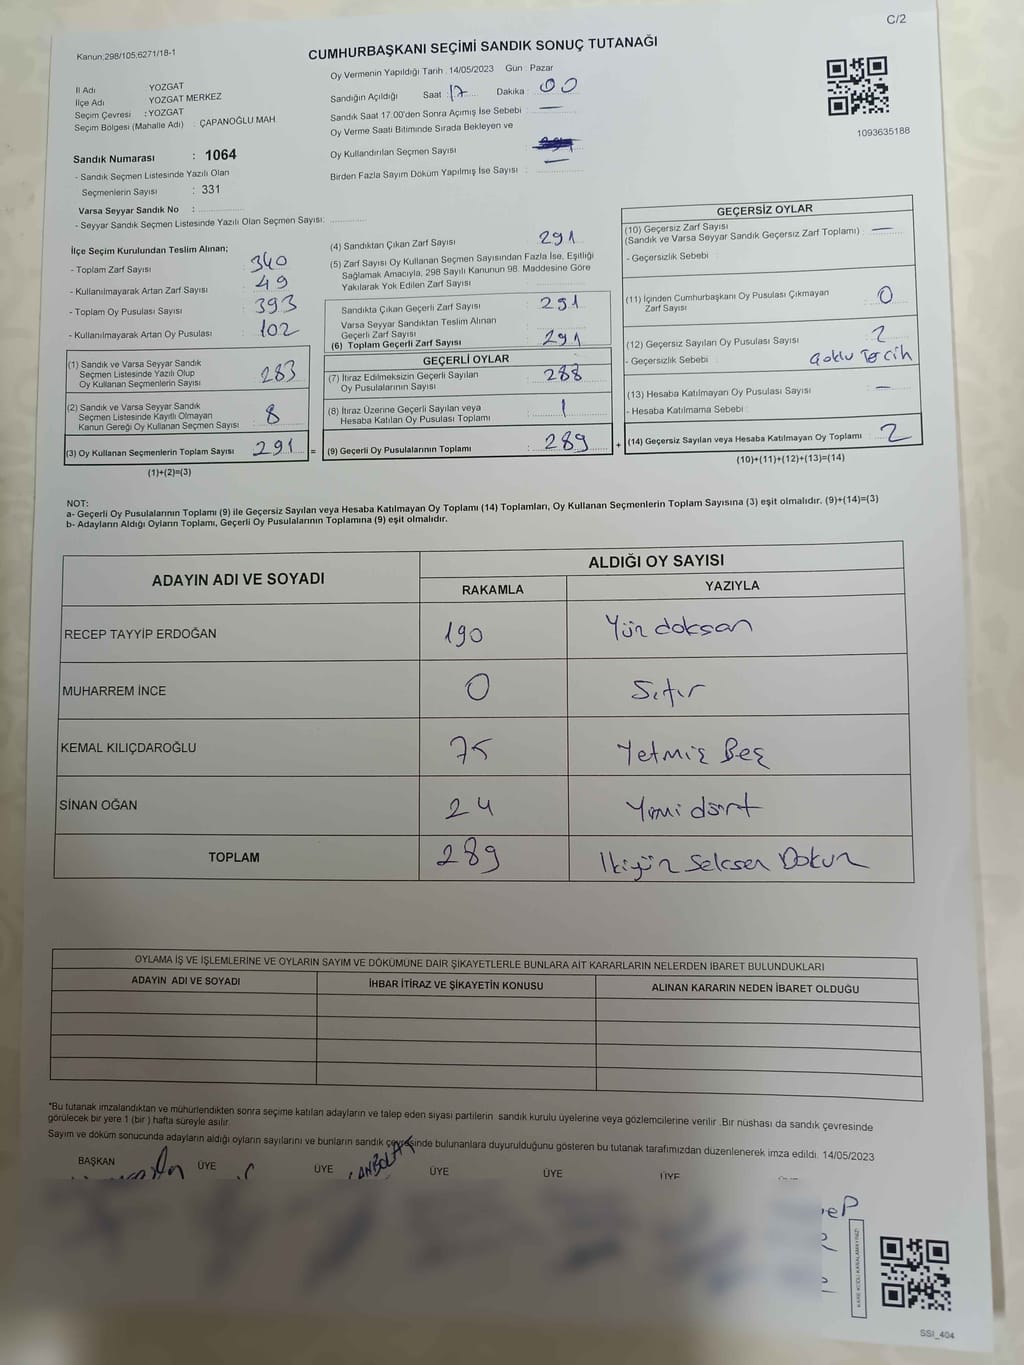 C/2
Kanun:298/105;6271/18-1
CUMHURBAŞKANI SEÇİMİ SANDIK SONUÇ TUTANAĞI
Oy Vermenin Yapıldığı Tarih : 14/05/2023 Gün : Pazar
İl Adı YOZGAT
İlçe Adı YOZGAT MERKEZ
Seçim Çevresi : YOZGAT
Seçim Bölgesi (Mahalle Adı) : ÇAPANOĞLU MAH.
Sandığın Açıldığı Saat : 17 Dakika : 00
Sandık Saat 17.00'den Sonra Açımış İse Sebebi : —
Oy Verme Saati Bitiminde Sırada Bekleyen ve
Oy Kullandırılan Seçmen Sayısı
Birden Fazla Sayım Döküm Yapılmış İse Sayısı : —
1093635188
Sandık Numarası : 1064
- Sandık Seçmen Listesinde Yazılı Olan
Seçmenlerin Sayısı : 331
Varsa Seyyar Sandık No :
- Seyyar Sandık Seçmen Listesinde Yazılı Olan Seçmen Sayısı:
İlçe Seçim Kurulundan Teslim Alınan;
- Toplam Zarf Sayısı : 340
- Kullanılmayarak Artan Zarf Sayısı : 49
- Toplam Oy Pusulası Sayısı : 393
- Kullanılmayarak Artan Oy Pusulası : 102
(1) Sandık ve Varsa Seyyar Sandık
Seçmen Listesinde Yazılı Olup
Oy Kullanan Seçmenlerin Sayısı : 283
(2) Sandık ve Varsa Seyyar Sandık
Seçmen Listesinde Kayıtlı Olmayan
Kanun Gereği Oy Kullanan Seçmen Sayısı : 8
(3) Oy Kullanan Seçmenlerin Toplam Sayısı : 291 =
(1)+(2)=(3)
(4) Sandıktan Çıkan Zarf Sayısı : 291
(5) Zarf Sayısı Oy Kullanan Seçmen Sayısından Fazla İse, Eşitliği
Sağlamak Amacıyla, 298 Sayılı Kanunun 98. Maddesine Göre
Yakılarak Yok Edilen Zarf Sayısı :
Sandıkta Çıkan Geçerli Zarf Sayısı : 291
Varsa Seyyar Sandıktan Teslim Alınan
Geçerli Zarf Sayısı :
(6) Toplam Geçerli Zarf Sayısı : 291
GEÇERLİ OYLAR
(7) İtiraz Edilmeksizin Geçerli Sayılan
Oy Pusulalarının Sayısı : 288
(8) İtiraz Üzerine Geçerli Sayılan veya
Hesaba Katılan Oy Pusulası Toplamı : 1
(9) Geçerli Oy Pusulalarının Toplamı : 289 +
GEÇERSİZ OYLAR
(10) Geçersiz Zarf Sayısı
(Sandık ve Varsa Seyyar Sandık Geçersiz Zarf Toplamı) : —
- Geçersizlik Sebebi :
(11) İçinden Cumhurbaşkanı Oy Pusulası Çıkmayan
Zarf Sayısı : 0
(12) Geçersiz Sayılan Oy Pusulası Sayısı : 2
- Geçersizlik Sebebi : Çoklu Tercih
(13) Hesaba Katılmayan Oy Pusulası Sayısı : —
- Hesaba Katılmama Sebebi :
(14) Geçersiz Sayılan veya Hesaba Katılmayan Oy Toplamı : 2
(10)+(11)+(12)+(13)=(14)
NOT:
a- Geçerli Oy Pusulalarının Toplamı (9) ile Geçersiz Sayılan veya Hesaba Katılmayan Oy Toplamı (14) Toplamları, Oy Kullanan Seçmenlerin Toplam Sayısına (3) eşit olmalıdır. (9)+(14)=(3)
b- Adayların Aldığı Oyların Toplamı, Geçerli Oy Pusulalarının Toplamına (9) eşit olmalıdır.
ADAYIN ADI VE SOYADI
ALDIĞI OY SAYISI
RAKAMLA YAZIYLA
RECEP TAYYİP ERDOĞAN 190 Yüz doksan
MUHARREM İNCE 0 Sıfır
KEMAL KILIÇDAROĞLU 75 Yetmiş Beş
SİNAN OĞAN 24 Yirmi dört
TOPLAM 289 İkiyüz Seksen Dokuz
OYLAMA İŞ VE İŞLEMLERİNE VE OYLARIN SAYIM VE DÖKÜMÜNE DAİR ŞİKAYETLERLE BUNLARA AİT KARARLARIN NELERDEN İBARET BULUNDUKLARI
ADAYIN ADI VE SOYADI İHBAR İTİRAZ VE ŞİKAYETİN KONUSU ALINAN KARARIN NEDEN İBARET OLDUĞU
*Bu tutanak imzalandıktan ve mühürlendikten sonra seçime katılan adayların ve talep eden siyasi partilerin sandık kurulu üyelerine veya gözlemcilerine verilir .Bir nüshası da sandık çevresinde
görülecek bir yere 1 (bir ) hafta süreyle asılır.
Sayım ve döküm sonucunda adayların aldığı oyların sayılarını ve bunların sandık çevresinde bulunanlara duyurulduğunu gösteren bu tutanak tarafımızdan düzenlenerek imza edildi. 14/05/2023
BAŞKAN ÜYE ÜYE ÜYE ÜYE ÜYE
KARE KODU KARALAMAYINIZ!
SSI_404